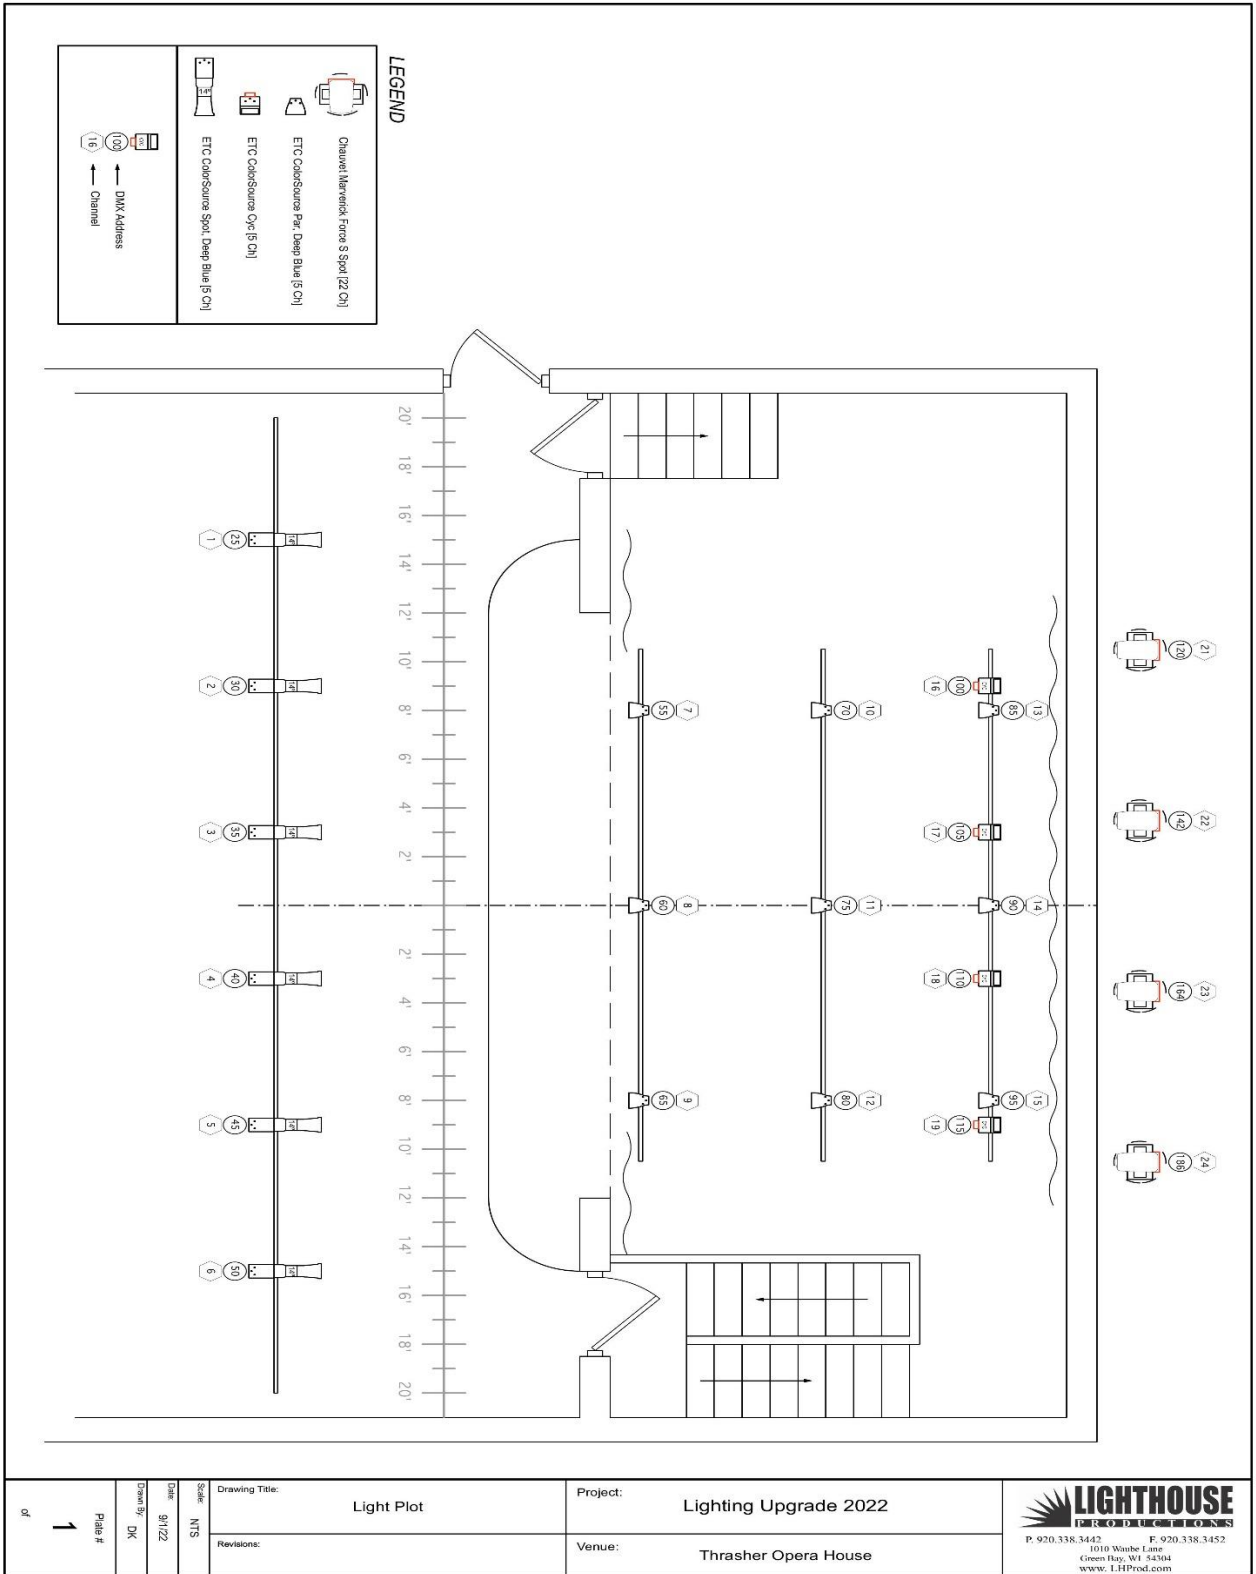 LEGEND
Chauvet Marverick Force S Spot [22 Ch]
ETC ColorSource Par, Deep Blue [5 Ch]
ETC ColorSource Cyc [5 Ch]
14°
ETC ColorSource Spot, Deep Blue [5 Ch]
100
DMX Address
16
Channel
20'
18'
16'
14'
12'
10'
8'
6'
4'
2'
2'
4'
6'
8'
10'
12'
14'
16'
18'
20'
1 25 14°
2 30 14°
3 35 14°
4 40 14°
5 45 14°
6 50 14°
55 7
60 8
65 9
70 10
75 11
80 12
85 13
90 14
95 15
16 100
17 105
18 110
19 115
120 21
142 22
164 23
186 24
Plate #
1
of
Drawn By: DK
Date: 9/1/22
Scale: NTS
Drawing Title:
Light Plot
Revisions:
Project:
Lighting Upgrade 2022
Venue:
Thrasher Opera House
LIGHTHOUSE
PRODUCTIONS
P. 920.338.3442 F. 920.338.3452
1010 Waube Lane
Green Bay, WI 54304
www.LHProd.com